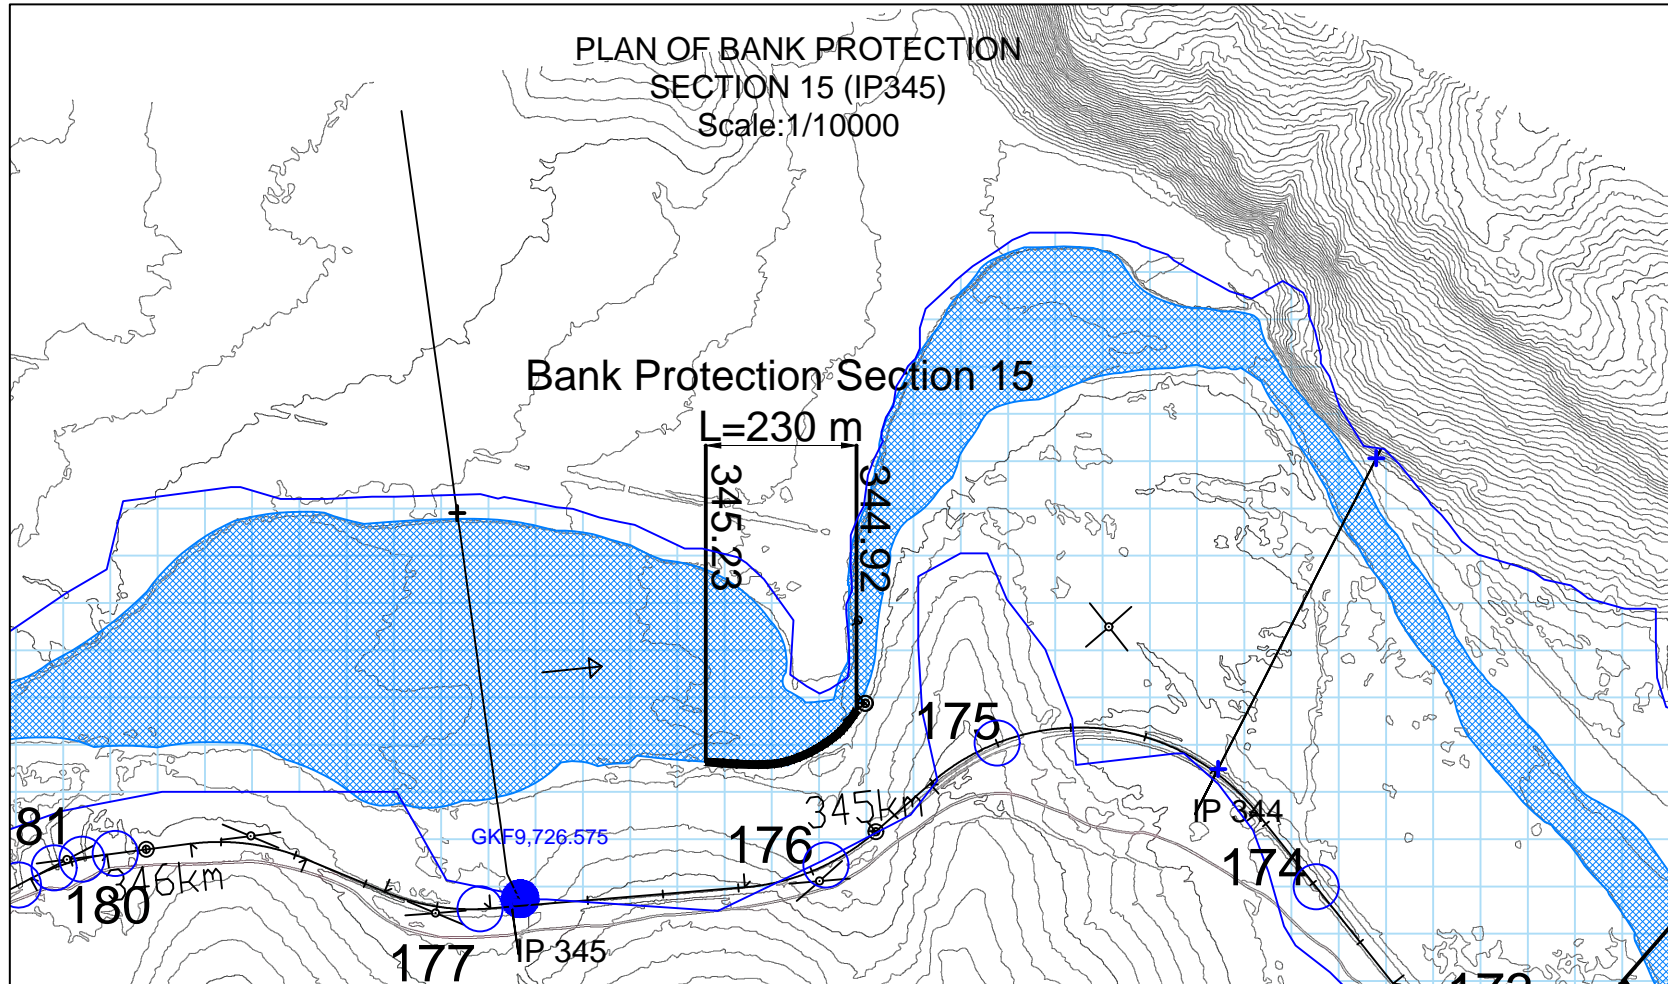 PLAN OF BANK PROTECTION
SECTION 15 (IP345)
Scale:1/10000
Bank Protection Section 15
L=230 m
345.23
344.92
175
345km
IP 344
81
GKF9,726.575
176
174
346km
180
177
IP 345
173